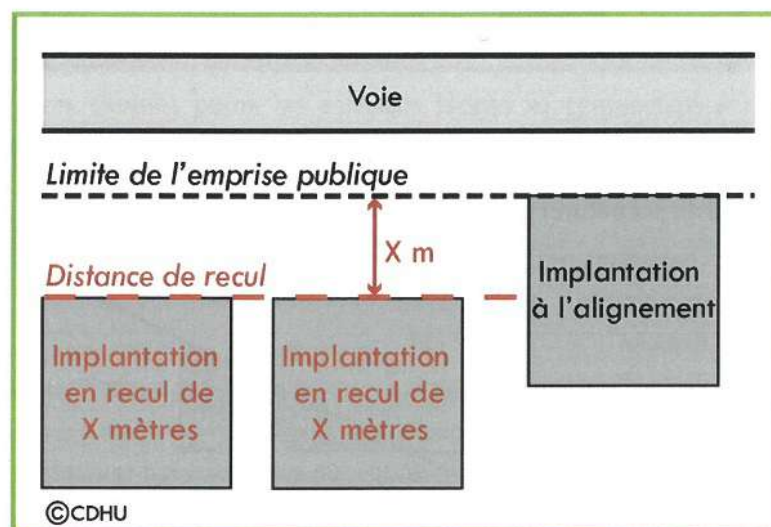 Voie
Limite de l'emprise publique
X m
Distance de recul
Implantation
à l'alignement
Implantation
en recul de
X mètres
Implantation
en recul de
X mètres
©CDHU